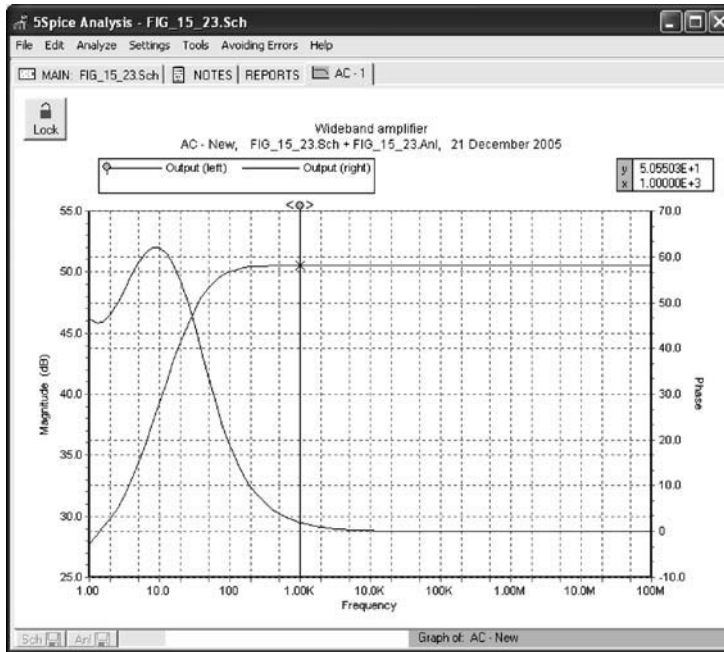 5Spice Analysis - FIG_15_23.Sch
File Edit Analyze Settings Tools Avoiding Errors Help
MAIN: FIG_15_23.Sch NOTES REPORTS AC - 1
Lock
Wideband amplifier
AC - New, FIG_15_23.Sch + FIG_15_23.Anl, 21 December 2005
Output (left) Output (right)
y 5.05503E+1
x 1.00000E+3
<>
55.0 70.0
60.0
50.0
50.0
45.0
40.0
40.0 30.0
20.0
35.0
10.0
30.0
0
25.0 -10.0
Magnitude (dB)
Phase
1.00 10.0 100 1.00K 10.0K 100K 1.00M 10.0M 100M
Frequency
Sch Anl Graph of: AC - New